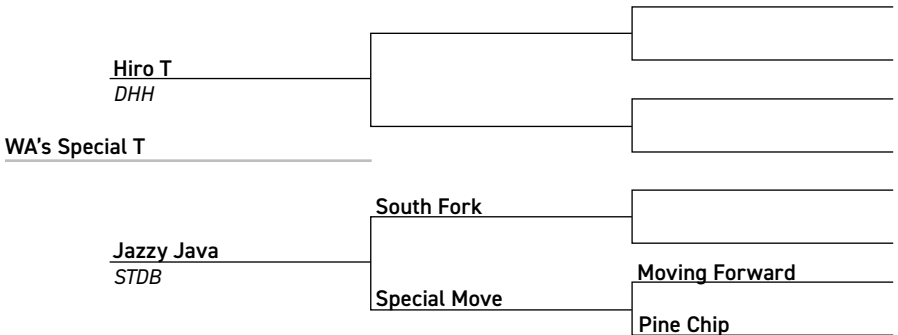 Hiro T
DHH
WA's Special T
South Fork
Jazzy Java
STDB
Moving Forward
Special Move
Pine Chip